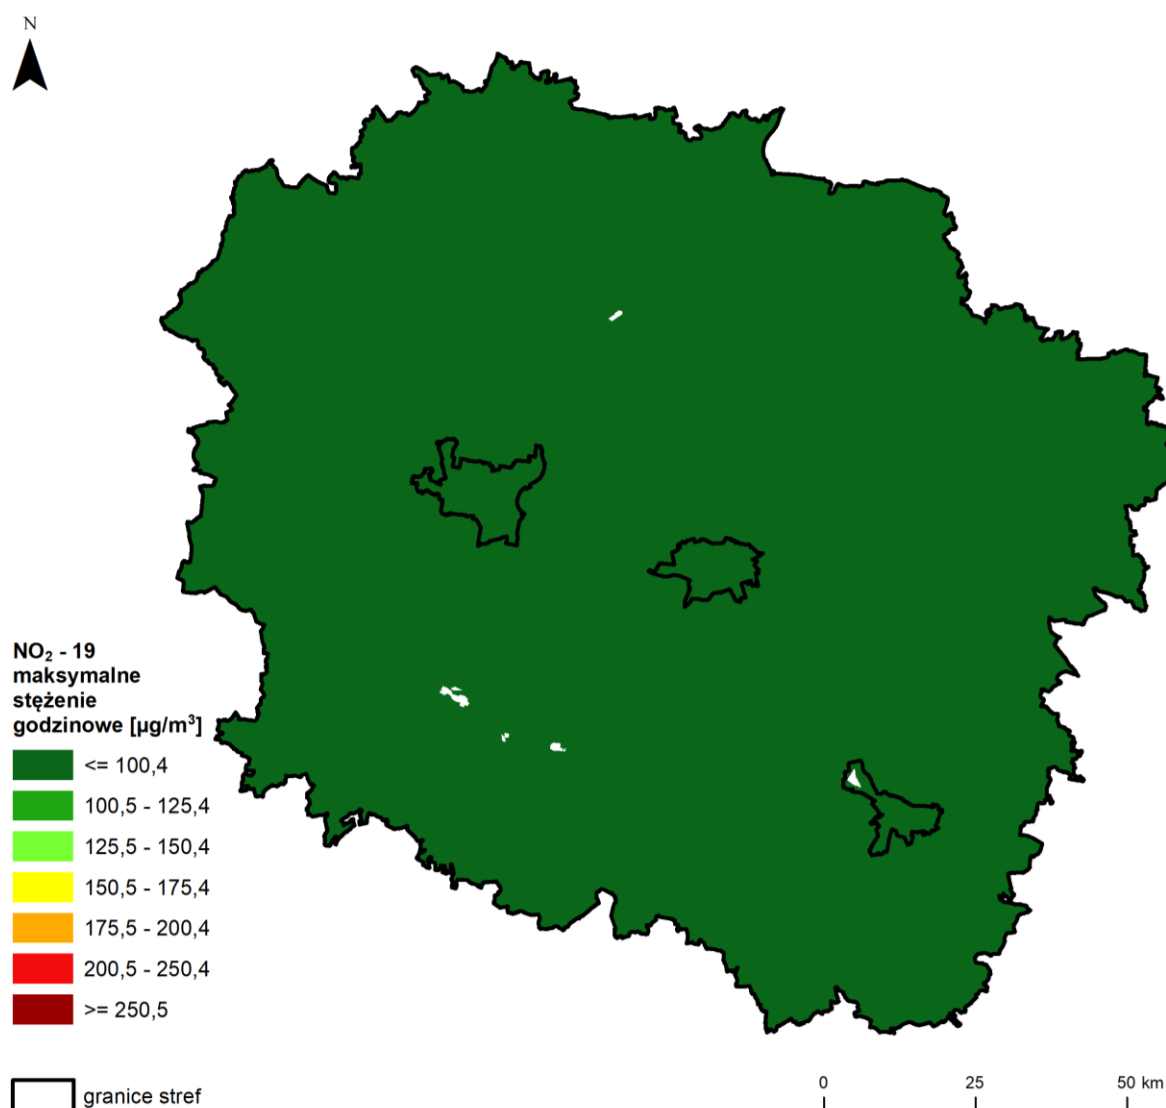 N
NO₂ - 19
maksymalne
stężenie
godzinowe [µg/m³]
<= 100,4
100,5 - 125,4
125,5 - 150,4
150,5 - 175,4
175,5 - 200,4
200,5 - 250,4
>= 250,5
granice stref
0 25 50 km